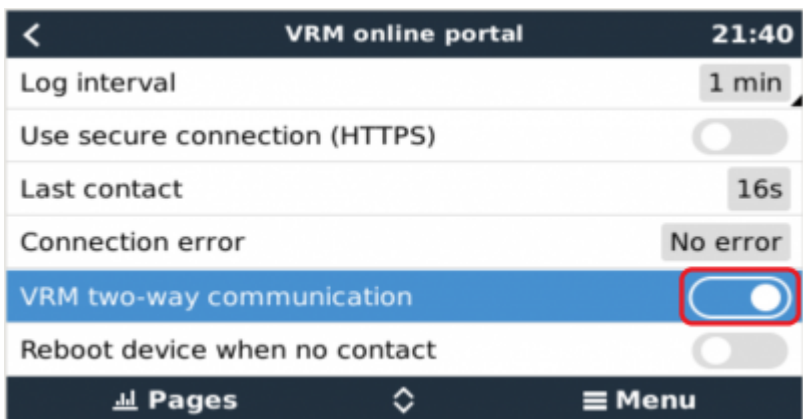 VRM online portal 21:40
Log interval 1 min
Use secure connection (HTTPS)
Last contact 16s
Connection error No error
VRM two-way communication
Reboot device when no contact
Pages Menu